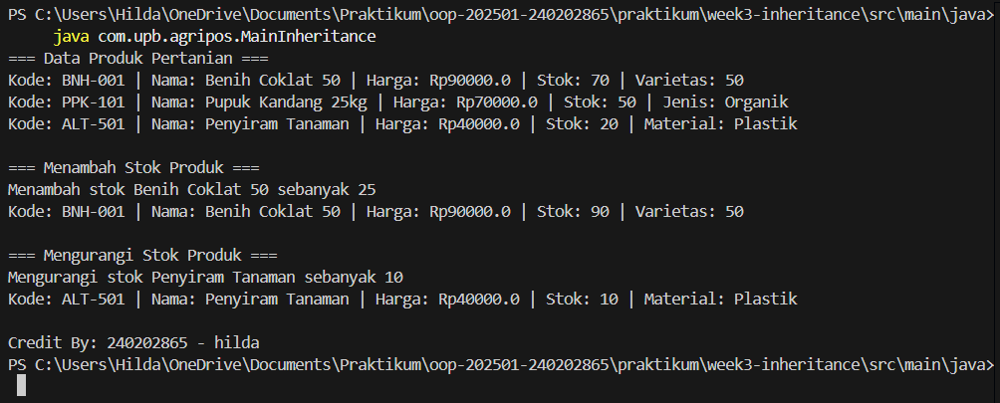 PS C:\Users\Hilda\OneDrive\Documents\Praktikum\oop-202501-240202865\praktikum\week3-inheritance\src\main\java>
java com.upb.agripos.MainInheritance
=== Data Produk Pertanian ===
Kode: BNH-001 | Nama: Benih Coklat 50 | Harga: Rp90000.0 | Stok: 70 | Varietas: 50
Kode: PPK-101 | Nama: Pupuk Kandang 25kg | Harga: Rp70000.0 | Stok: 50 | Jenis: Organik
Kode: ALT-501 | Nama: Penyiram Tanaman | Harga: Rp40000.0 | Stok: 20 | Material: Plastik
=== Menambah Stok Produk ===
Menambah stok Benih Coklat 50 sebanyak 25
Kode: BNH-001 | Nama: Benih Coklat 50 | Harga: Rp90000.0 | Stok: 90 | Varietas: 50
=== Mengurangi Stok Produk ===
Mengurangi stok Penyiram Tanaman sebanyak 10
Kode: ALT-501 | Nama: Penyiram Tanaman | Harga: Rp40000.0 | Stok: 10 | Material: Plastik
Credit By: 240202865 - hilda
PS C:\Users\Hilda\OneDrive\Documents\Praktikum\oop-202501-240202865\praktikum\week3-inheritance\src\main\java>